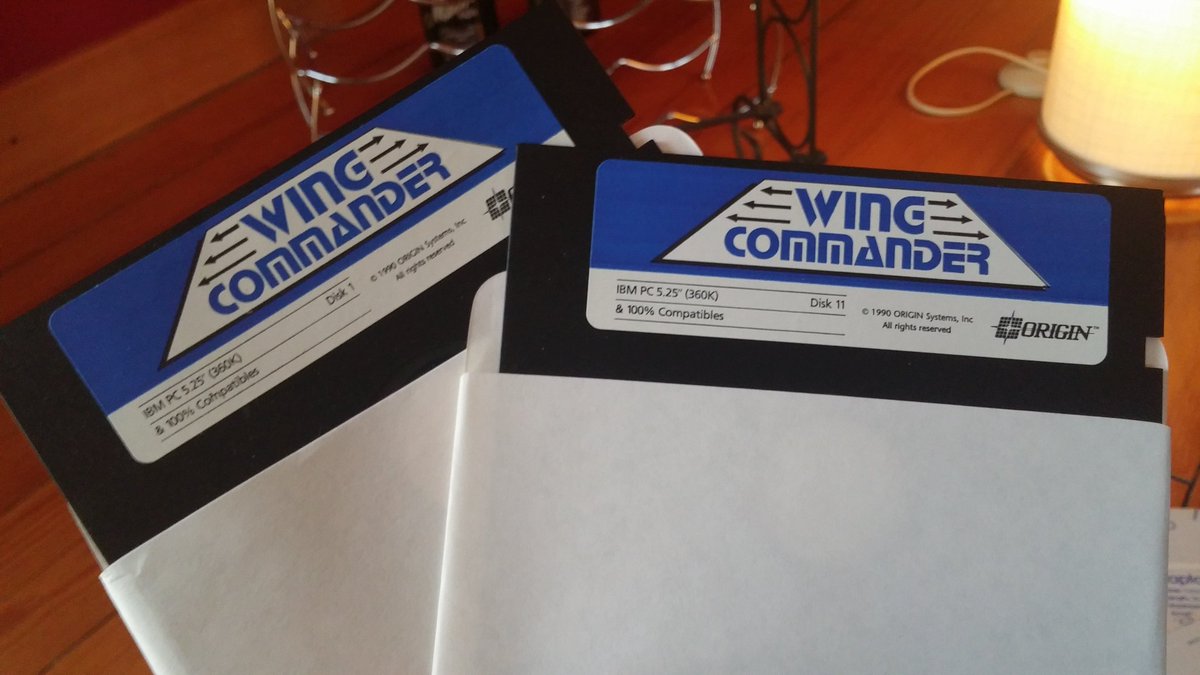 WING
COMMANDER
Disk 1
IBM PC 5.25" (360K)
& 100% Compatibles
© 1990 ORIGIN Systems, Inc
All rights reserved
WING
COMMANDER
IBM PC 5.25" (360K)
Disk 11
& 100% Compatibles
© 1990 ORIGIN Systems, Inc
All rights reserved
ORIGIN™